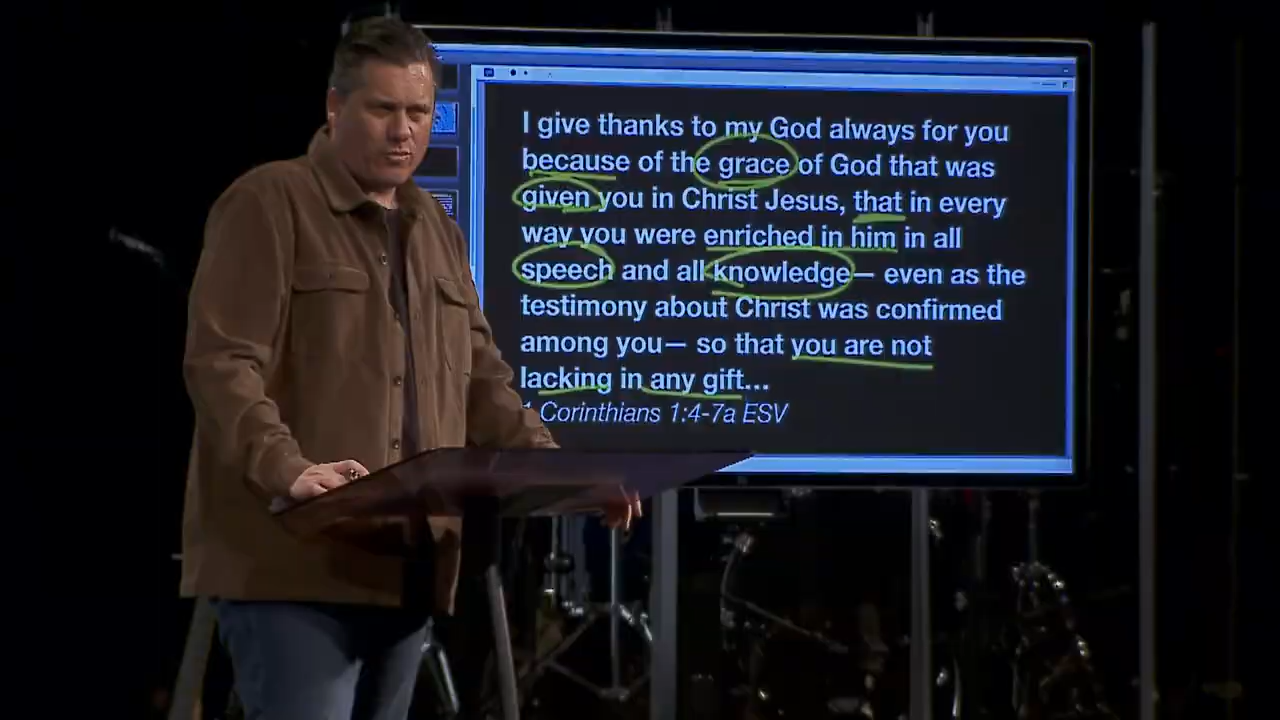 I give thanks to my God always for you
because of the grace of God that was
given you in Christ Jesus, that in every
way you were enriched in him in all
speech and all knowledge— even as the
testimony about Christ was confirmed
among you— so that you are not
lacking in any gift...
1 Corinthians 1:4-7a ESV